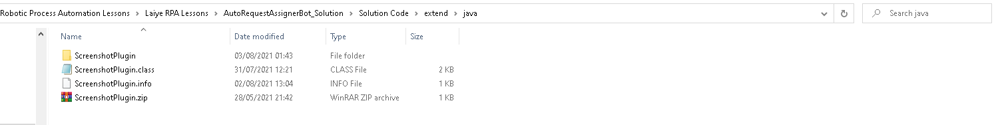 Robotic Process Automation Lessons > Laiye RPA Lessons > AutoRequestAssignerBot_Solution > Solution Code > extend > java Search java
Name Date modified Type Size
ScreenshotPlugin 03/08/2021 01:43 File folder
ScreenshotPlugin.class 31/07/2021 12:21 CLASS File 2 KB
ScreenshotPlugin.info 02/08/2021 13:04 INFO File 1 KB
ScreenshotPlugin.zip 28/05/2021 21:42 WinRAR ZIP archive 1 KB